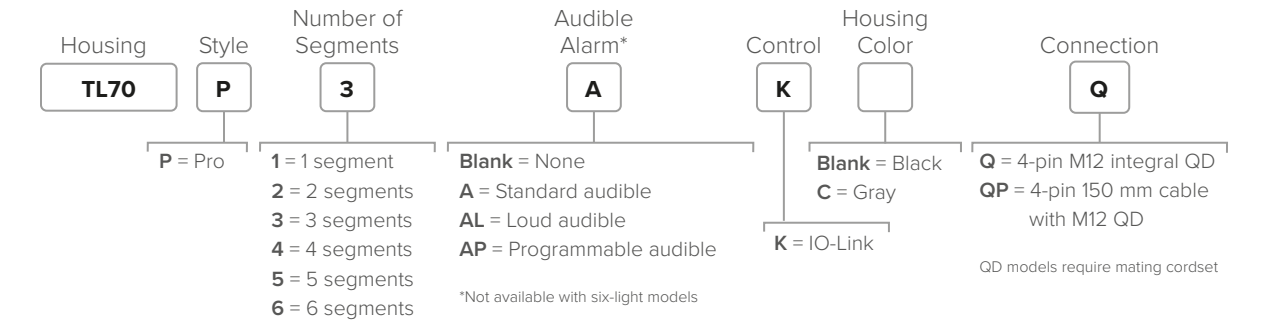 Housing
Style
Number of
Segments
Audible
Alarm*
Control
Housing
Color
Connection
TL70
P
3
A
K
Q
P = Pro
1 = 1 segment
2 = 2 segments
3 = 3 segments
4 = 4 segments
5 = 5 segments
6 = 6 segments
Blank = None
A = Standard audible
AL = Loud audible
AP = Programmable audible
*Not available with six-light models
K = IO-Link
Blank = Black
C = Gray
Q = 4-pin M12 integral QD
QP = 4-pin 150 mm cable
with M12 QD
QD models require mating cordset